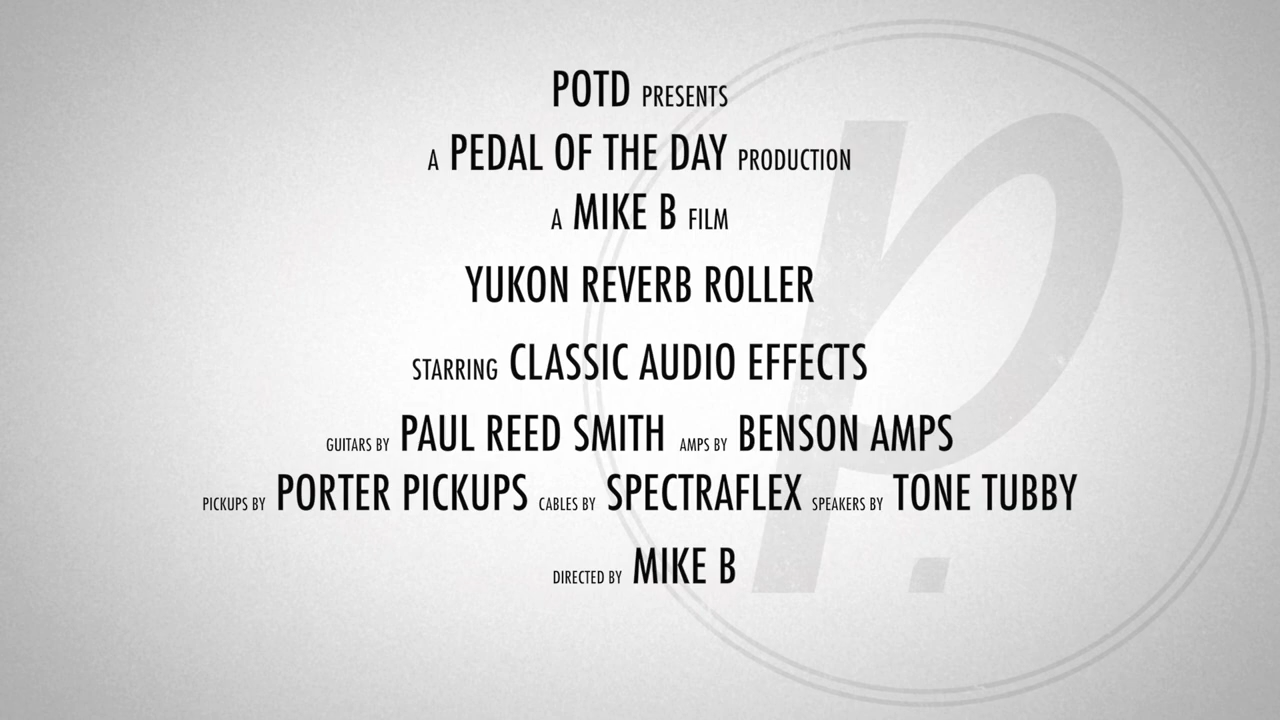 POTD PRESENTS
A PEDAL OF THE DAY PRODUCTION
A MIKE B FILM
YUKON REVERB ROLLER
STARRING CLASSIC AUDIO EFFECTS
GUITARS BY PAUL REED SMITH AMPS BY BENSON AMPS
PICKUPS BY PORTER PICKUPS CABLES BY SPECTRAFLEX SPEAKERS BY TONE TUBBY
DIRECTED BY MIKE B
p.